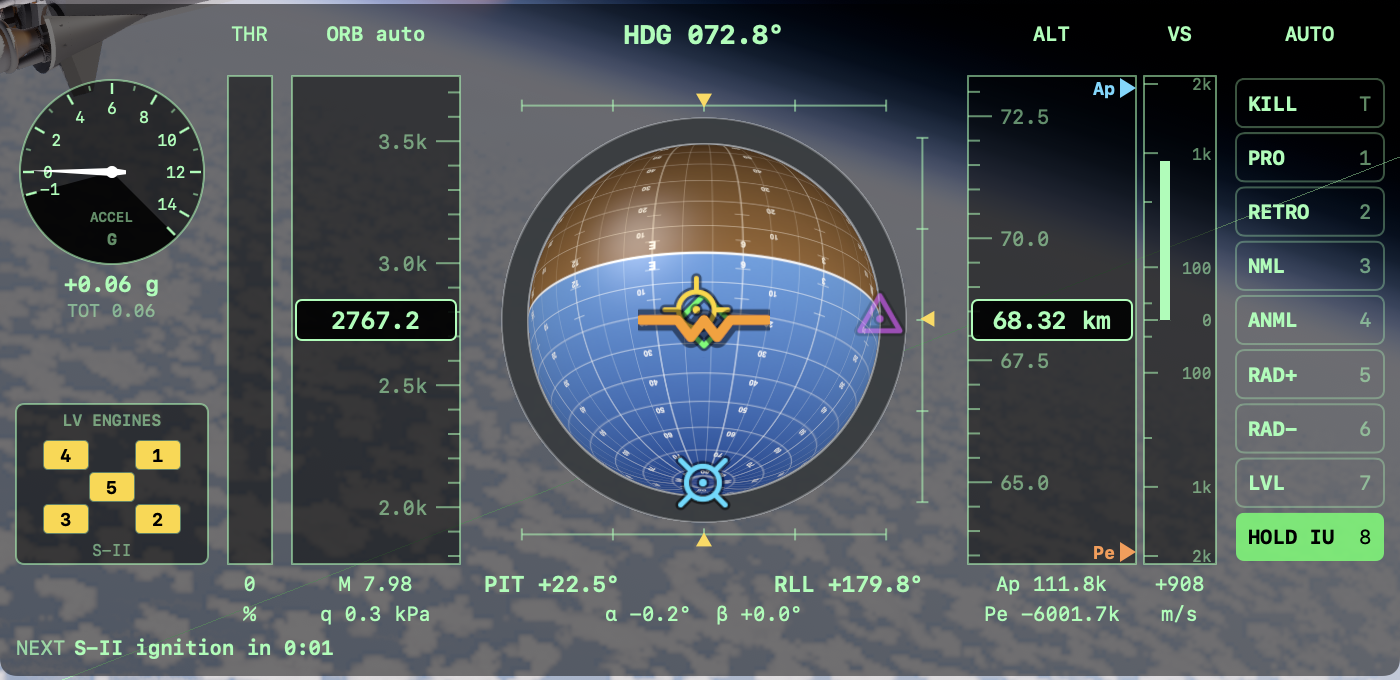 THR ORB auto HDG 072.8° ALT VS AUTO
-1 0 2 4 6 8 10 12 14
ACCEL
G
+0.06 g
TOT 0.06
LV ENGINES
4 1
5
3 2
S-II
3.5k
3.0k
2767.2
2.5k
2.0k
0
%
M 7.98
q 0.3 kPa
PIT +22.5° RLL +179.8°
α -0.2° β +0.0°
Ap
72.5
70.0
68.32 km
67.5
65.0
Pe
Ap 111.8k
Pe -6001.7k
2k
1k
100
0
100
1k
2k
+908
m/s
KILL T
PRO 1
RETRO 2
NML 3
ANML 4
RAD+ 5
RAD- 6
LVL 7
HOLD IU 8
NEXT S-II ignition in 0:01